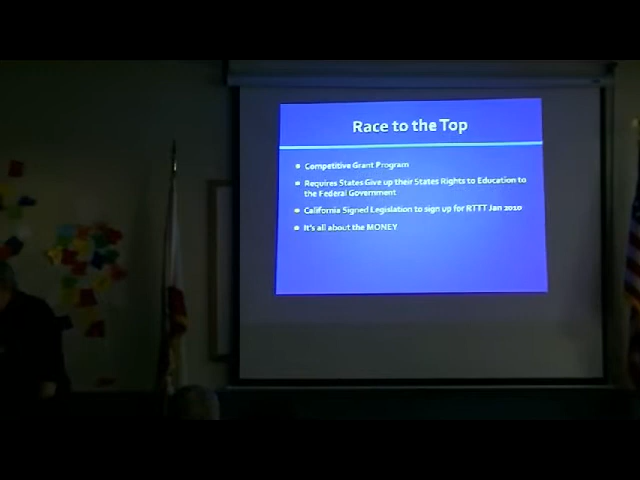 Race to the Top
Competitive Grant Program
Requires States Give up their States Rights to Education to
the Federal Government
California Signed Legislation to sign up for RTTT Jan 2010
It's all about the MONEY